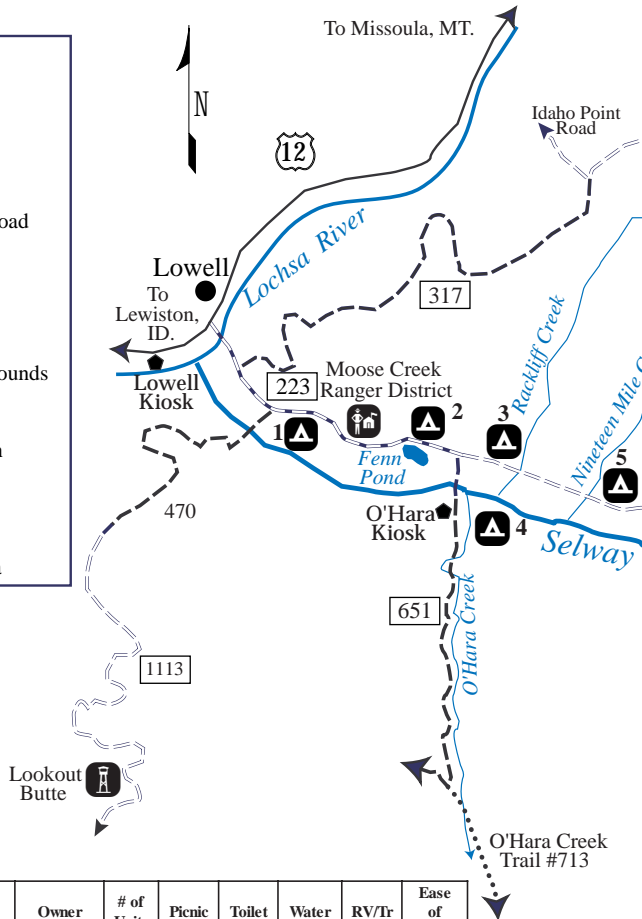 To Missoula, MT.
N
12
Idaho Point
Road
oad
Lochsa River
Lowell
To
Lewiston,
ID.
317
Rackliff Creek
Nineteen Mile C
ounds
Lowell
Kiosk
223
Moose Creek
Ranger District
1
2
3
5
Fenn
Pond
470
O'Hara
Kiosk
4
Selway
651
O'Hara Creek
1113
Lookout
Butte
O'Hara Creek
Trail #713
Owner
# of
Picnic
Toilet
Water
RV/Tr
Ease
of